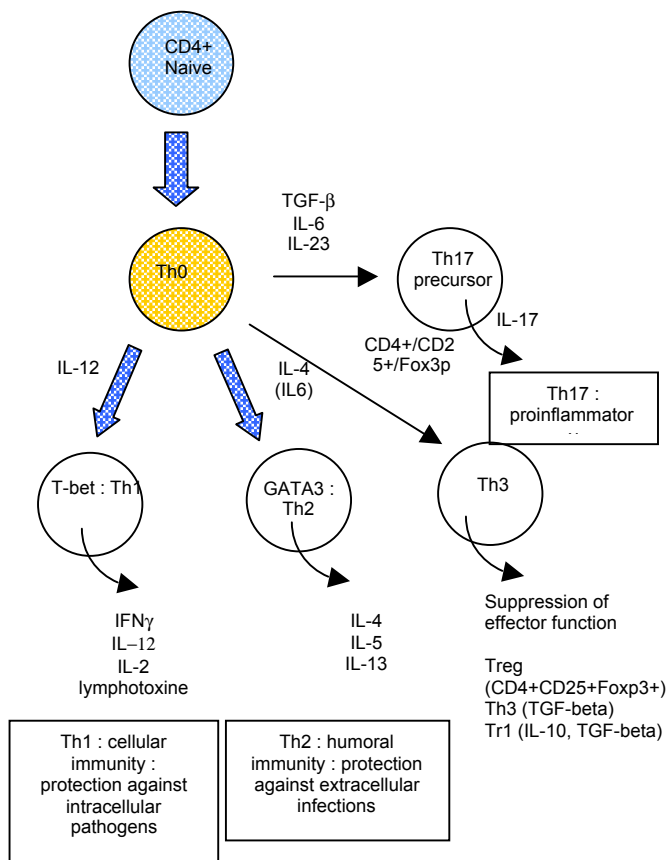 CD4+
Naive
TGF-β
IL-6
IL-23
Th0
Th17
precursor
IL-17
CD4+/CD2
5+/Fox3p
IL-12
IL-4
(IL6)
Th17 :
proinflammator
T-bet : Th1
GATA3 :
Th2
Th3
IFNγ
IL-12
IL-2
lymphotoxine
IL-4
IL-5
IL-13
Suppression of
effector function
Treg
(CD4+CD25+Foxp3+)
Th3 (TGF-beta)
Tr1 (IL-10, TGF-beta)
Th1 : cellular
immunity :
protection against
intracellular
pathogens
Th2 : humoral
immunity : protection
against extracellular
infections